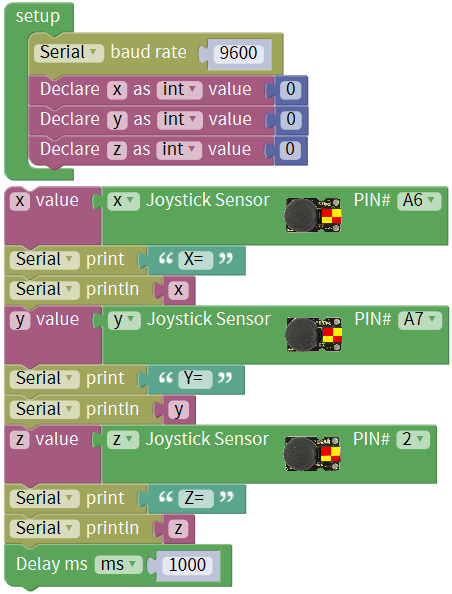 setup
Serial baud rate 9600
Declare x as int value 0
Declare y as int value 0
Declare z as int value 0
x value x Joystick Sensor PIN# A6
Serial print “ X= ”
Serial println x
y value y Joystick Sensor PIN# A7
Serial print “ Y= ”
Serial println y
z value z Joystick Sensor PIN# 2
Serial print “ Z= ”
Serial println z
Delay ms ms 1000